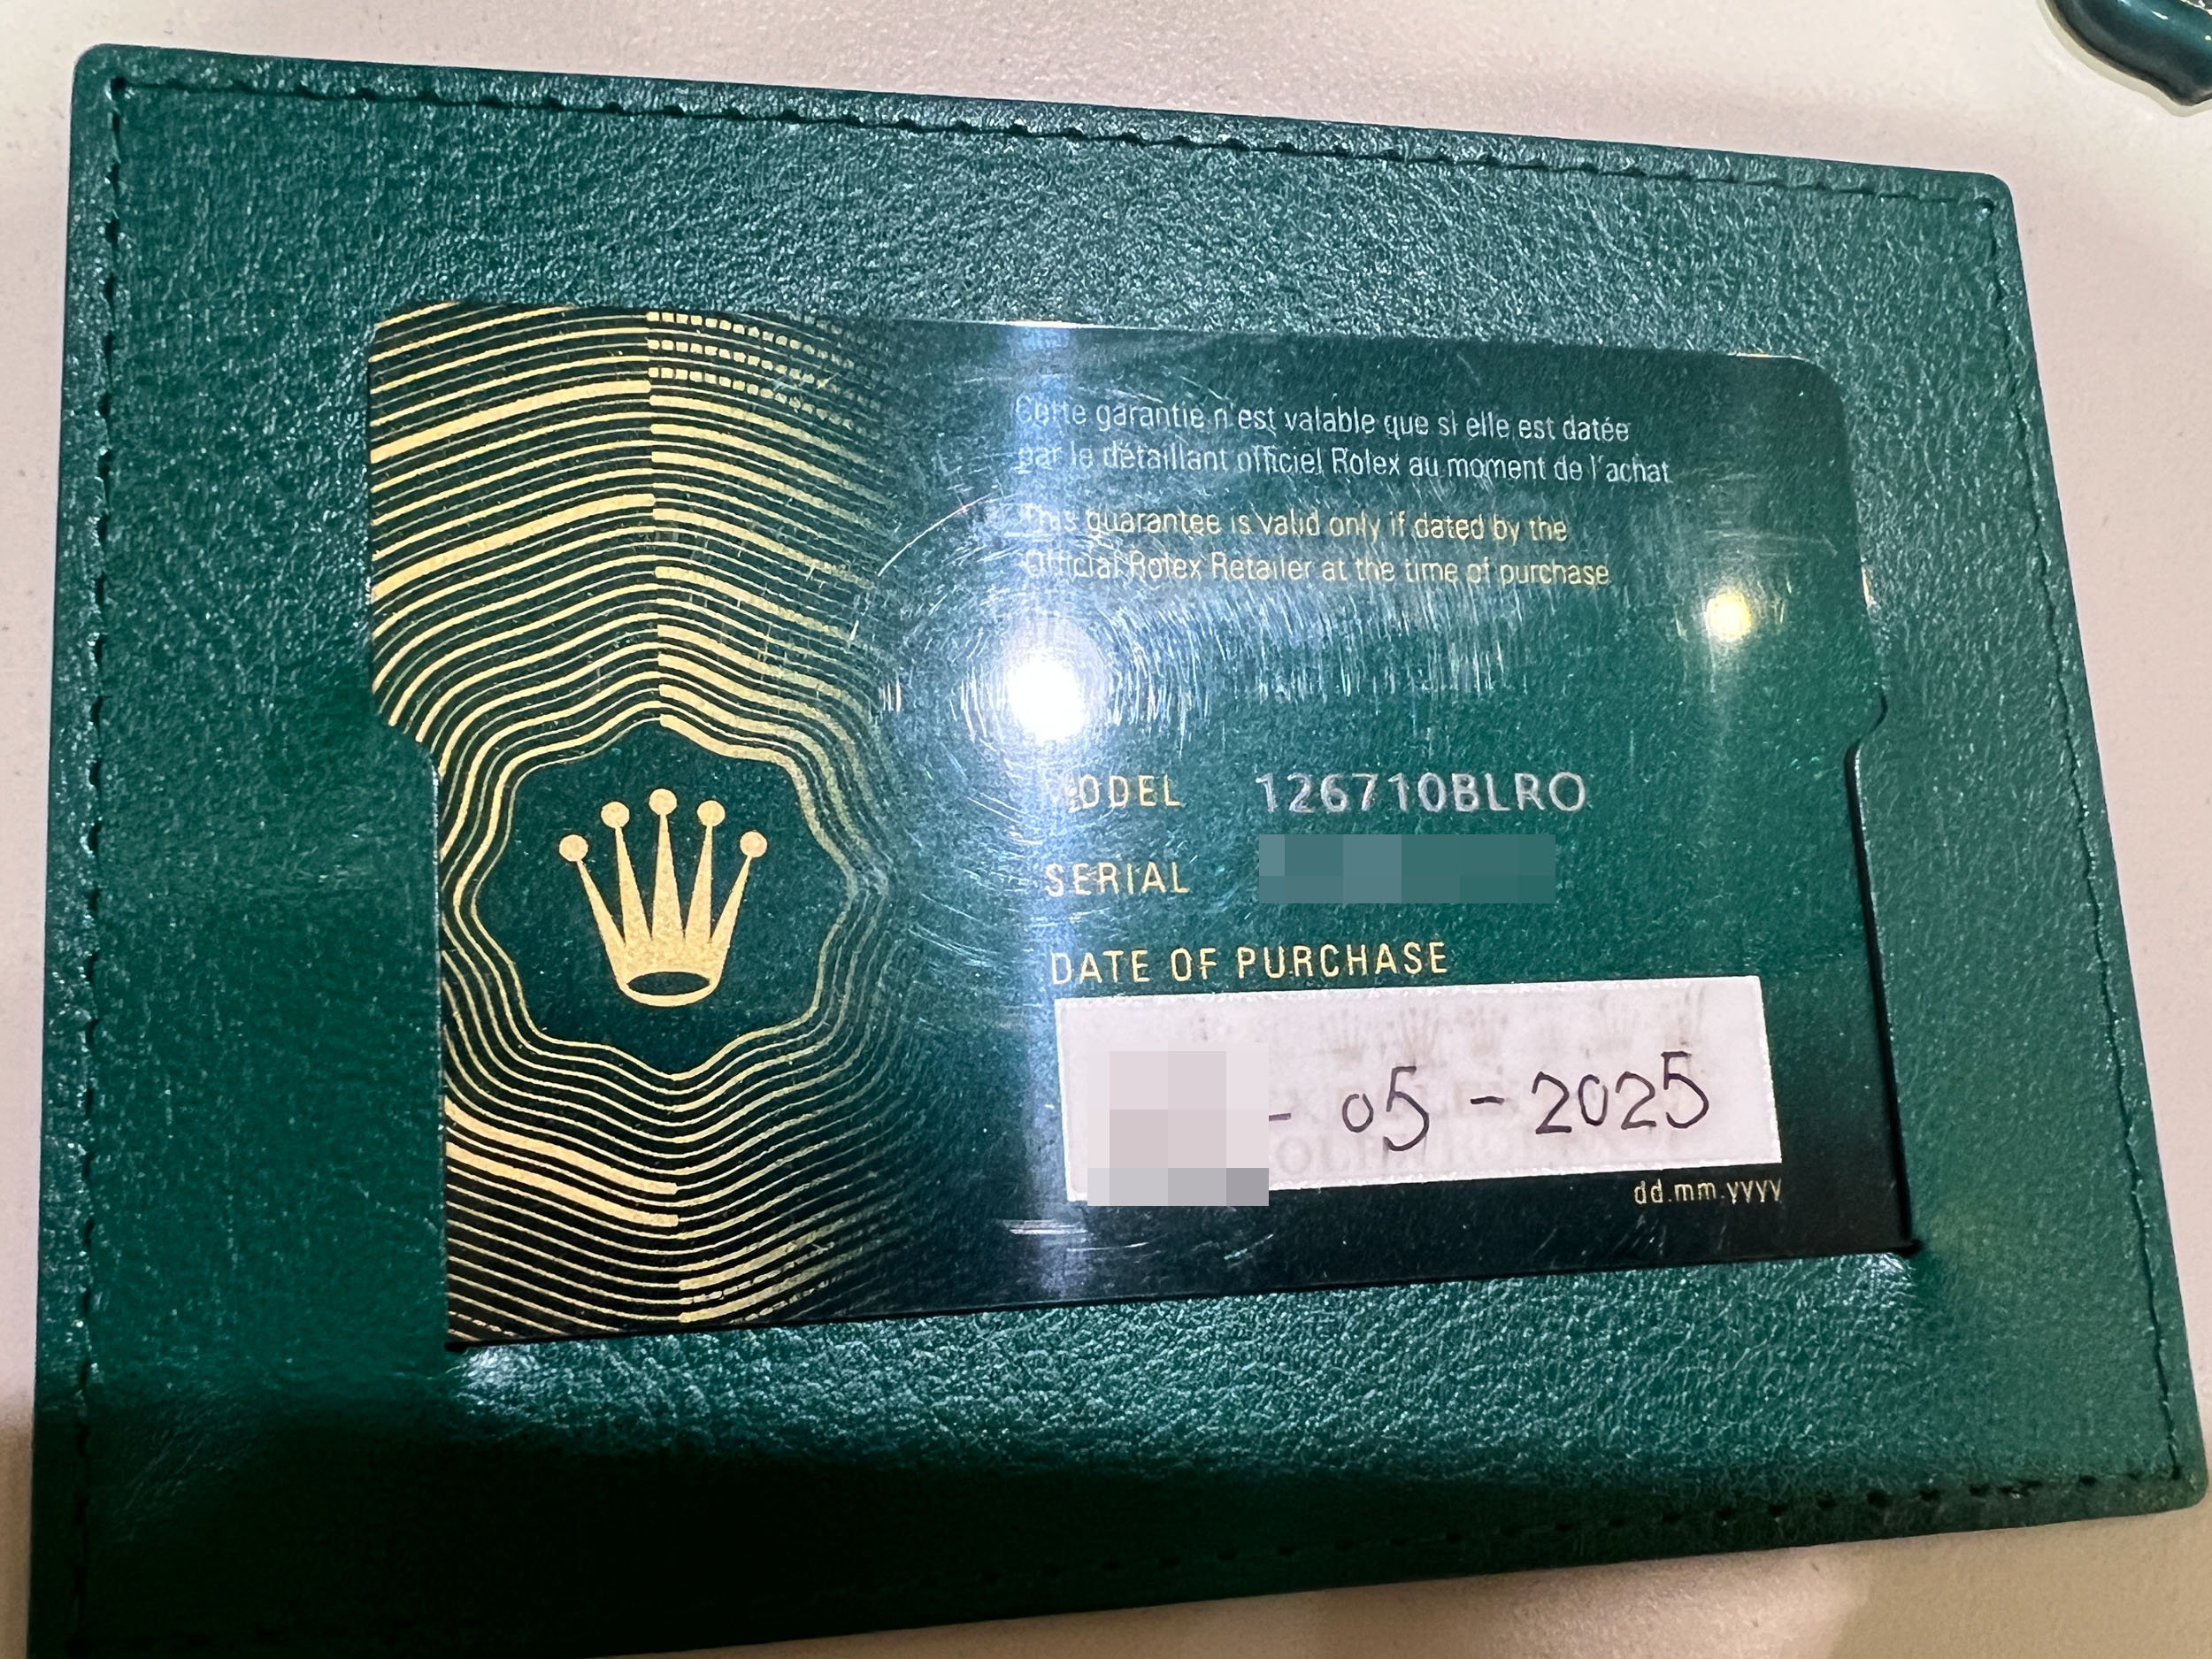 Cette garantie n'est valable que si elle est datée
par le détaillant officiel Rolex au moment de l'achat
This guarantee is valid only if dated by the
Official Rolex Retailer at the time of purchase
MODEL 126710BLRO
SERIAL
DATE OF PURCHASE
- 05 - 2025
dd.mm.yyyy